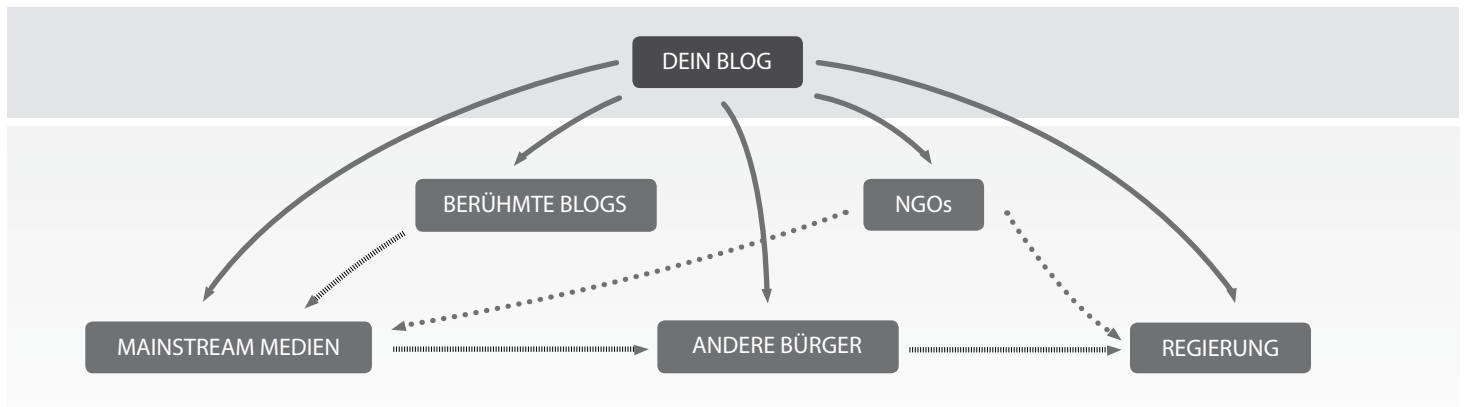 DEIN BLOG
BERÜHMTE BLOGS
NGOs
MAINSTREAM MEDIEN
ANDERE BÜRGER
REGIERUNG